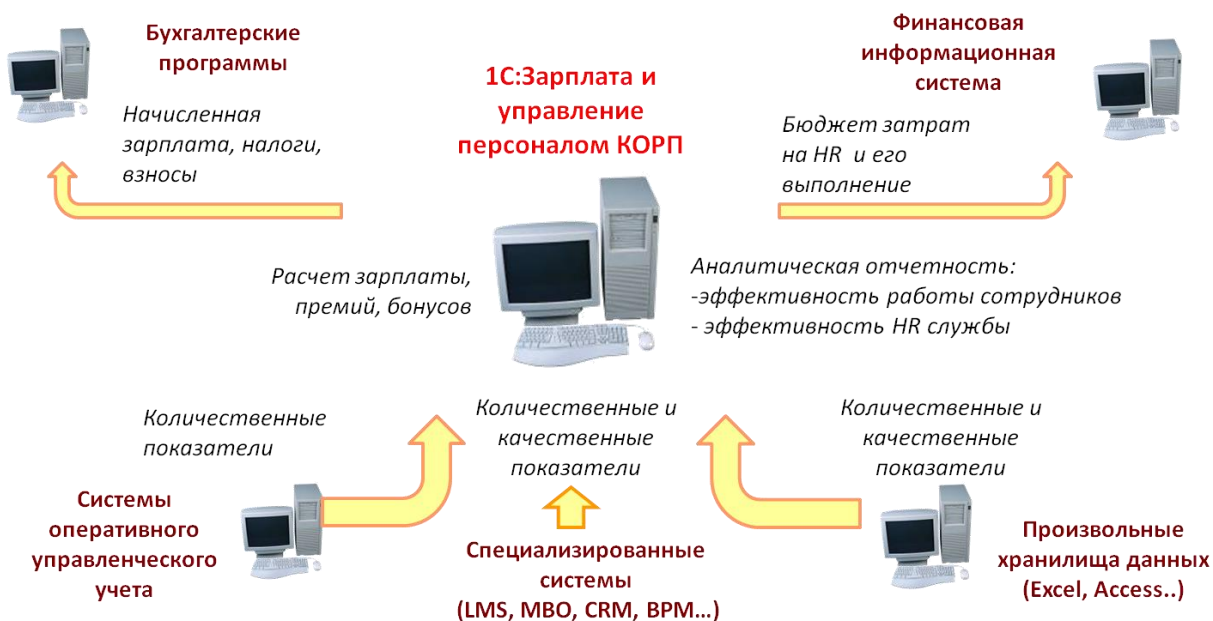 Бухгалтерские
программы
Начисленная
зарплата, налоги,
взносы
1С:Зарплата и
управление
персоналом КОРП
Финансовая
информационная
система
Бюджет затрат
на HR и его
выполнение
Расчет зарплаты,
премий, бонусов
Аналитическая отчетность:
-эффективность работы сотрудников
- эффективность HR службы
Количественные
показатели
Системы
оперативного
управленческого
учета
Количественные и
качественные
показатели
Специализированные
системы
(LMS, MBO, CRM, BPM...)
Количественные и
качественные
показатели
Произвольные
хранилища данных
(Excel, Access..)